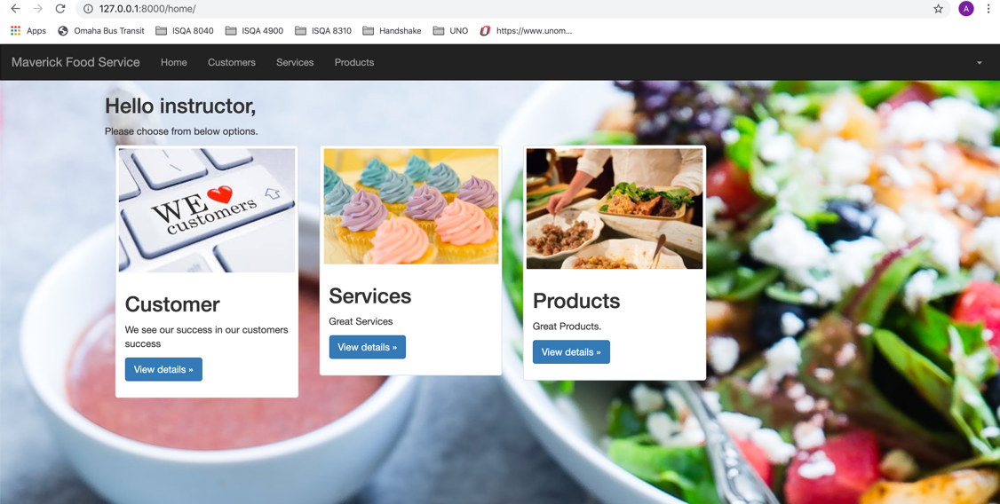 127.0.0.1:8000/home/
A
Apps Omaha Bus Transit ISQA 8040 ISQA 4900 ISQA 8310 Handshake UNO https://www.unom...
Maverick Food Service Home Customers Services Products
Hello instructor,
Please choose from below options.
WE
customers
Customer
We see our success in our customers
success
View details »
Services
Great Services
View details »
Products
Great Products.
View details »